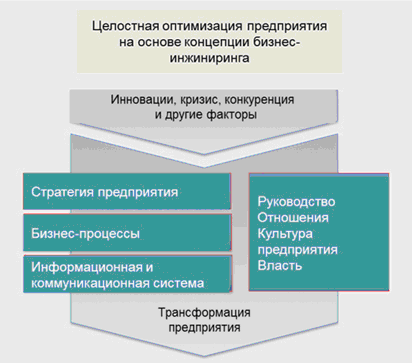 Целостная оптимизация предприятия
на основе концепции бизнес-
инжиниринга
Инновации, кризис, конкуренция
и другие факторы
Стратегия предприятия
Бизнес-процессы
Информационная и
коммуникационная система
Руководство
Отношения
Культура
предприятия
Власть
Трансформация
предприятия